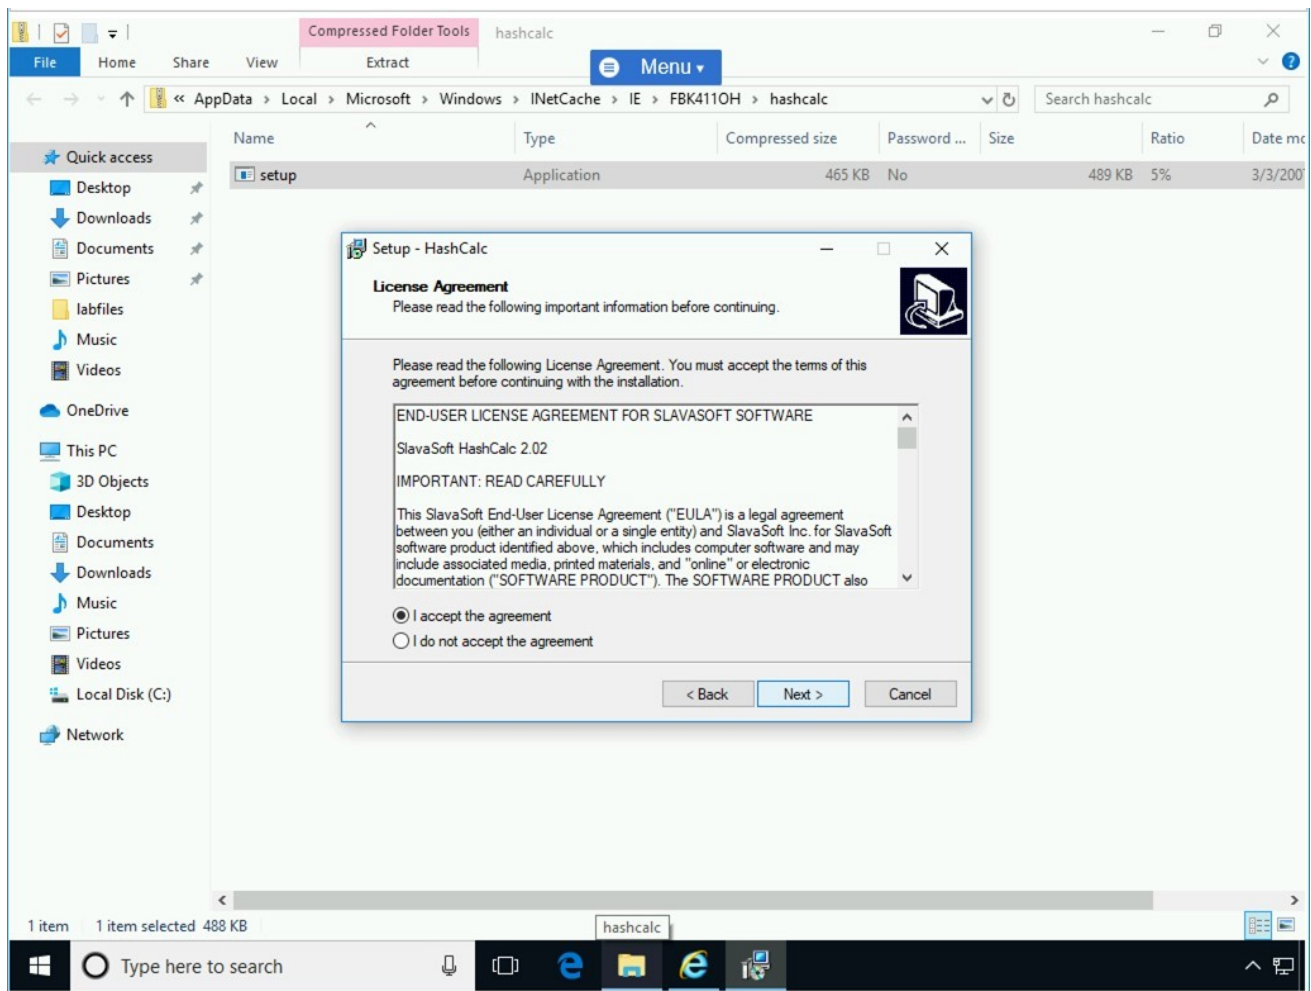 Compressed Folder Tools
hashcalc
File
Home
Share
View
Extract
Menu
« AppData > Local > Microsoft > Windows > INetCache > IE > FBK411OH > hashcalc
Search hashcalc
Name
Type
Compressed size
Password ...
Size
Ratio
Date mo
setup
Application
465 KB
No
489 KB
5%
3/3/2007
Quick access
Desktop
Downloads
Documents
Pictures
labfiles
Music
Videos
OneDrive
This PC
3D Objects
Desktop
Documents
Downloads
Music
Pictures
Videos
Local Disk (C:)
Network
Setup - HashCalc
License Agreement
Please read the following important information before continuing.
Please read the following License Agreement. You must accept the terms of this
agreement before continuing with the installation.
END-USER LICENSE AGREEMENT FOR SLAVASOFT SOFTWARE
SlavaSoft HashCalc 2.02
IMPORTANT: READ CAREFULLY
This SlavaSoft End-User License Agreement ("EULA") is a legal agreement
between you (either an individual or a single entity) and SlavaSoft Inc. for SlavaSoft
software product identified above, which includes computer software and may
include associated media, printed materials, and "online" or electronic
documentation ("SOFTWARE PRODUCT"). The SOFTWARE PRODUCT also
I accept the agreement
I do not accept the agreement
< Back
Next >
Cancel
1 item
1 item selected 488 KB
hashcalc
Type here to search